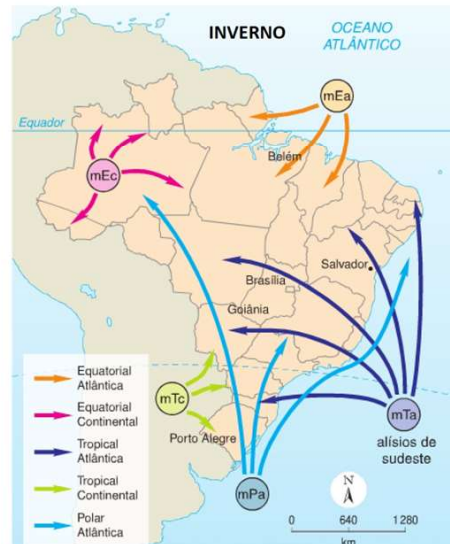 INVERNO
OCEANO
ATLÂNTICO
mEa
Equador
Belém
mEc
Salvador
Brasília
Goiânia
Equatorial
Atlântica
Equatorial
Continental
Tropical
Atlântica
Tropical
Continental
Polar
Atlântica
mTc
Porto Alegre
mTa
alísios de
sudeste
mPa
N
0 640 1 280
km